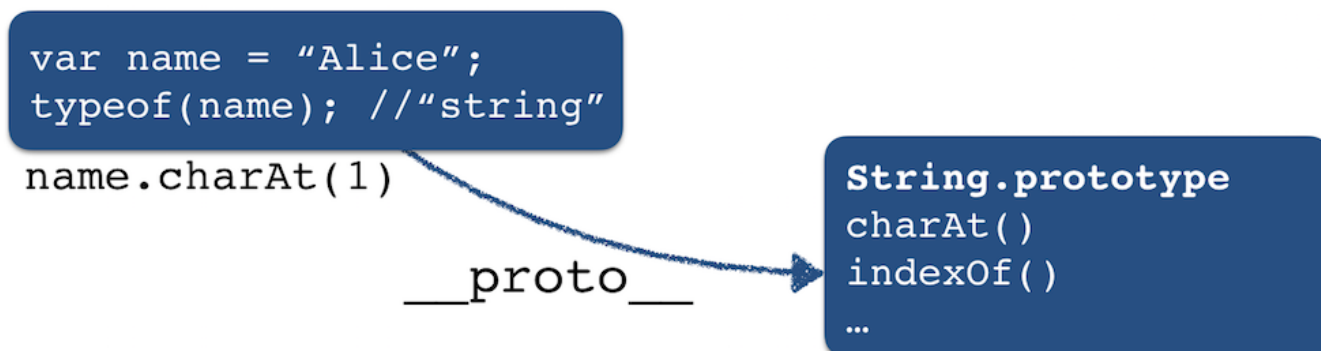 var name = “Alice”;
typeof(name); //“string”
name.charAt(1)
__proto__
String.prototype
charAt()
indexOf()
…